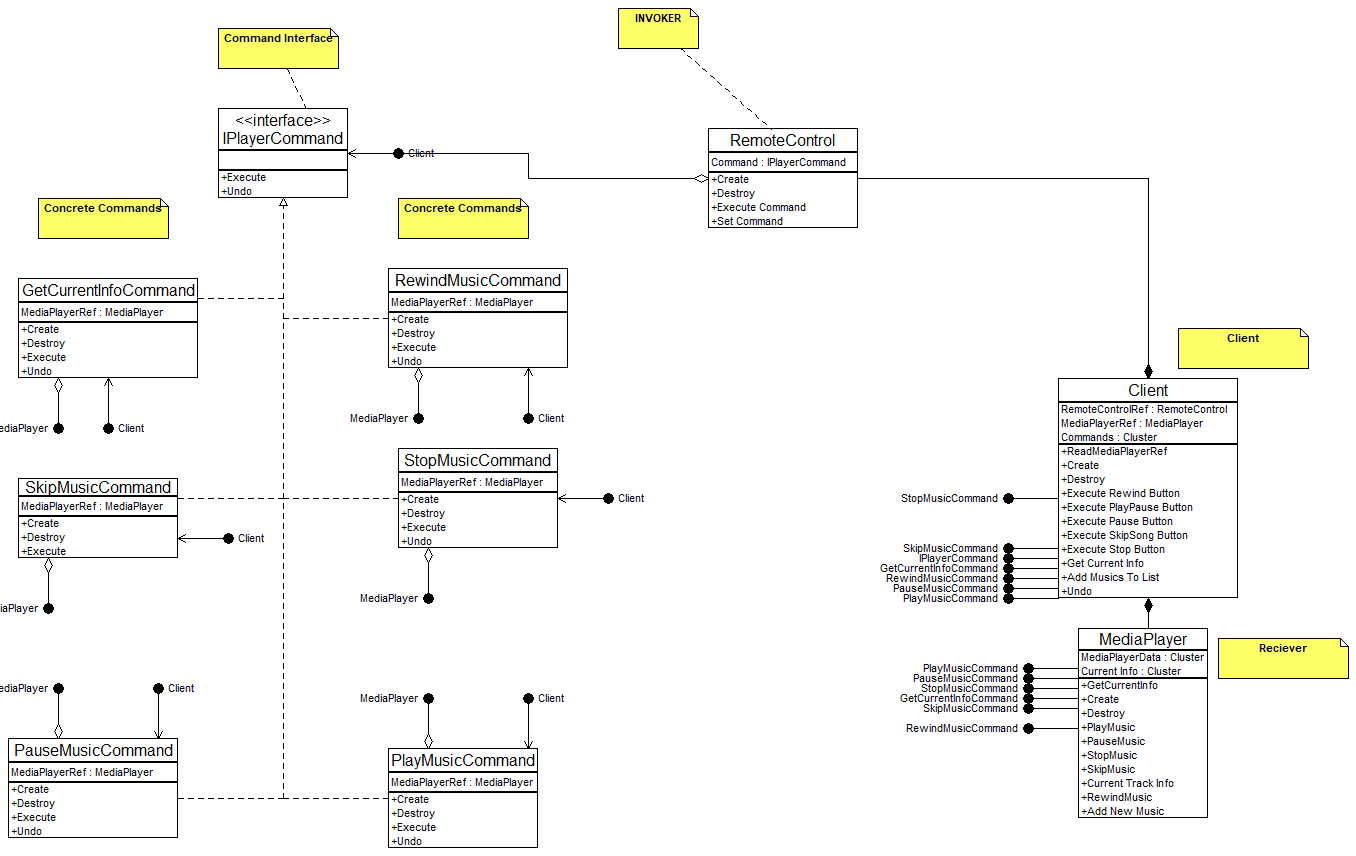 INVOKER
Command Interface
<<interface>>
IPlayerCommand
+Execute
+Undo
Client
RemoteControl
Command : IPlayerCommand
+Create
+Destroy
+Execute Command
+Set Command
Concrete Commands
Concrete Commands
GetCurrentInfoCommand
MediaPlayerRef : MediaPlayer
+Create
+Destroy
+Execute
+Undo
ediaPlayer
Client
RewindMusicCommand
MediaPlayerRef : MediaPlayer
+Create
+Destroy
+Execute
+Undo
MediaPlayer
Client
SkipMusicCommand
MediaPlayerRef : MediaPlayer
+Create
+Destroy
+Execute
Client
iaPlayer
StopMusicCommand
MediaPlayerRef : MediaPlayer
+Create
+Destroy
+Execute
+Undo
Client
MediaPlayer
ediaPlayer
Client
PauseMusicCommand
MediaPlayerRef : MediaPlayer
+Create
+Destroy
+Execute
+Undo
MediaPlayer
Client
PlayMusicCommand
MediaPlayerRef : MediaPlayer
+Create
+Destroy
+Execute
+Undo
Client
Client
RemoteControlRef : RemoteControl
MediaPlayerRef : MediaPlayer
Commands : Cluster
+ReadMediaPlayerRef
+Create
+Destroy
+Execute Rewind Button
+Execute PlayPause Button
+Execute Pause Button
+Execute SkipSong Button
+Execute Stop Button
+Get Current Info
+Add Musics To List
+Undo
StopMusicCommand
SkipMusicCommand
IPlayerCommand
GetCurrentInfoCommand
RewindMusicCommand
PauseMusicCommand
PlayMusicCommand
Reciever
MediaPlayer
MediaPlayerData : Cluster
Current Info : Cluster
+GetCurrentInfo
+Create
+Destroy
+PlayMusic
+PauseMusic
+StopMusic
+SkipMusic
+Current Track Info
+RewindMusic
+Add New Music
PlayMusicCommand
PauseMusicCommand
StopMusicCommand
GetCurrentInfoCommand
SkipMusicCommand
RewindMusicCommand